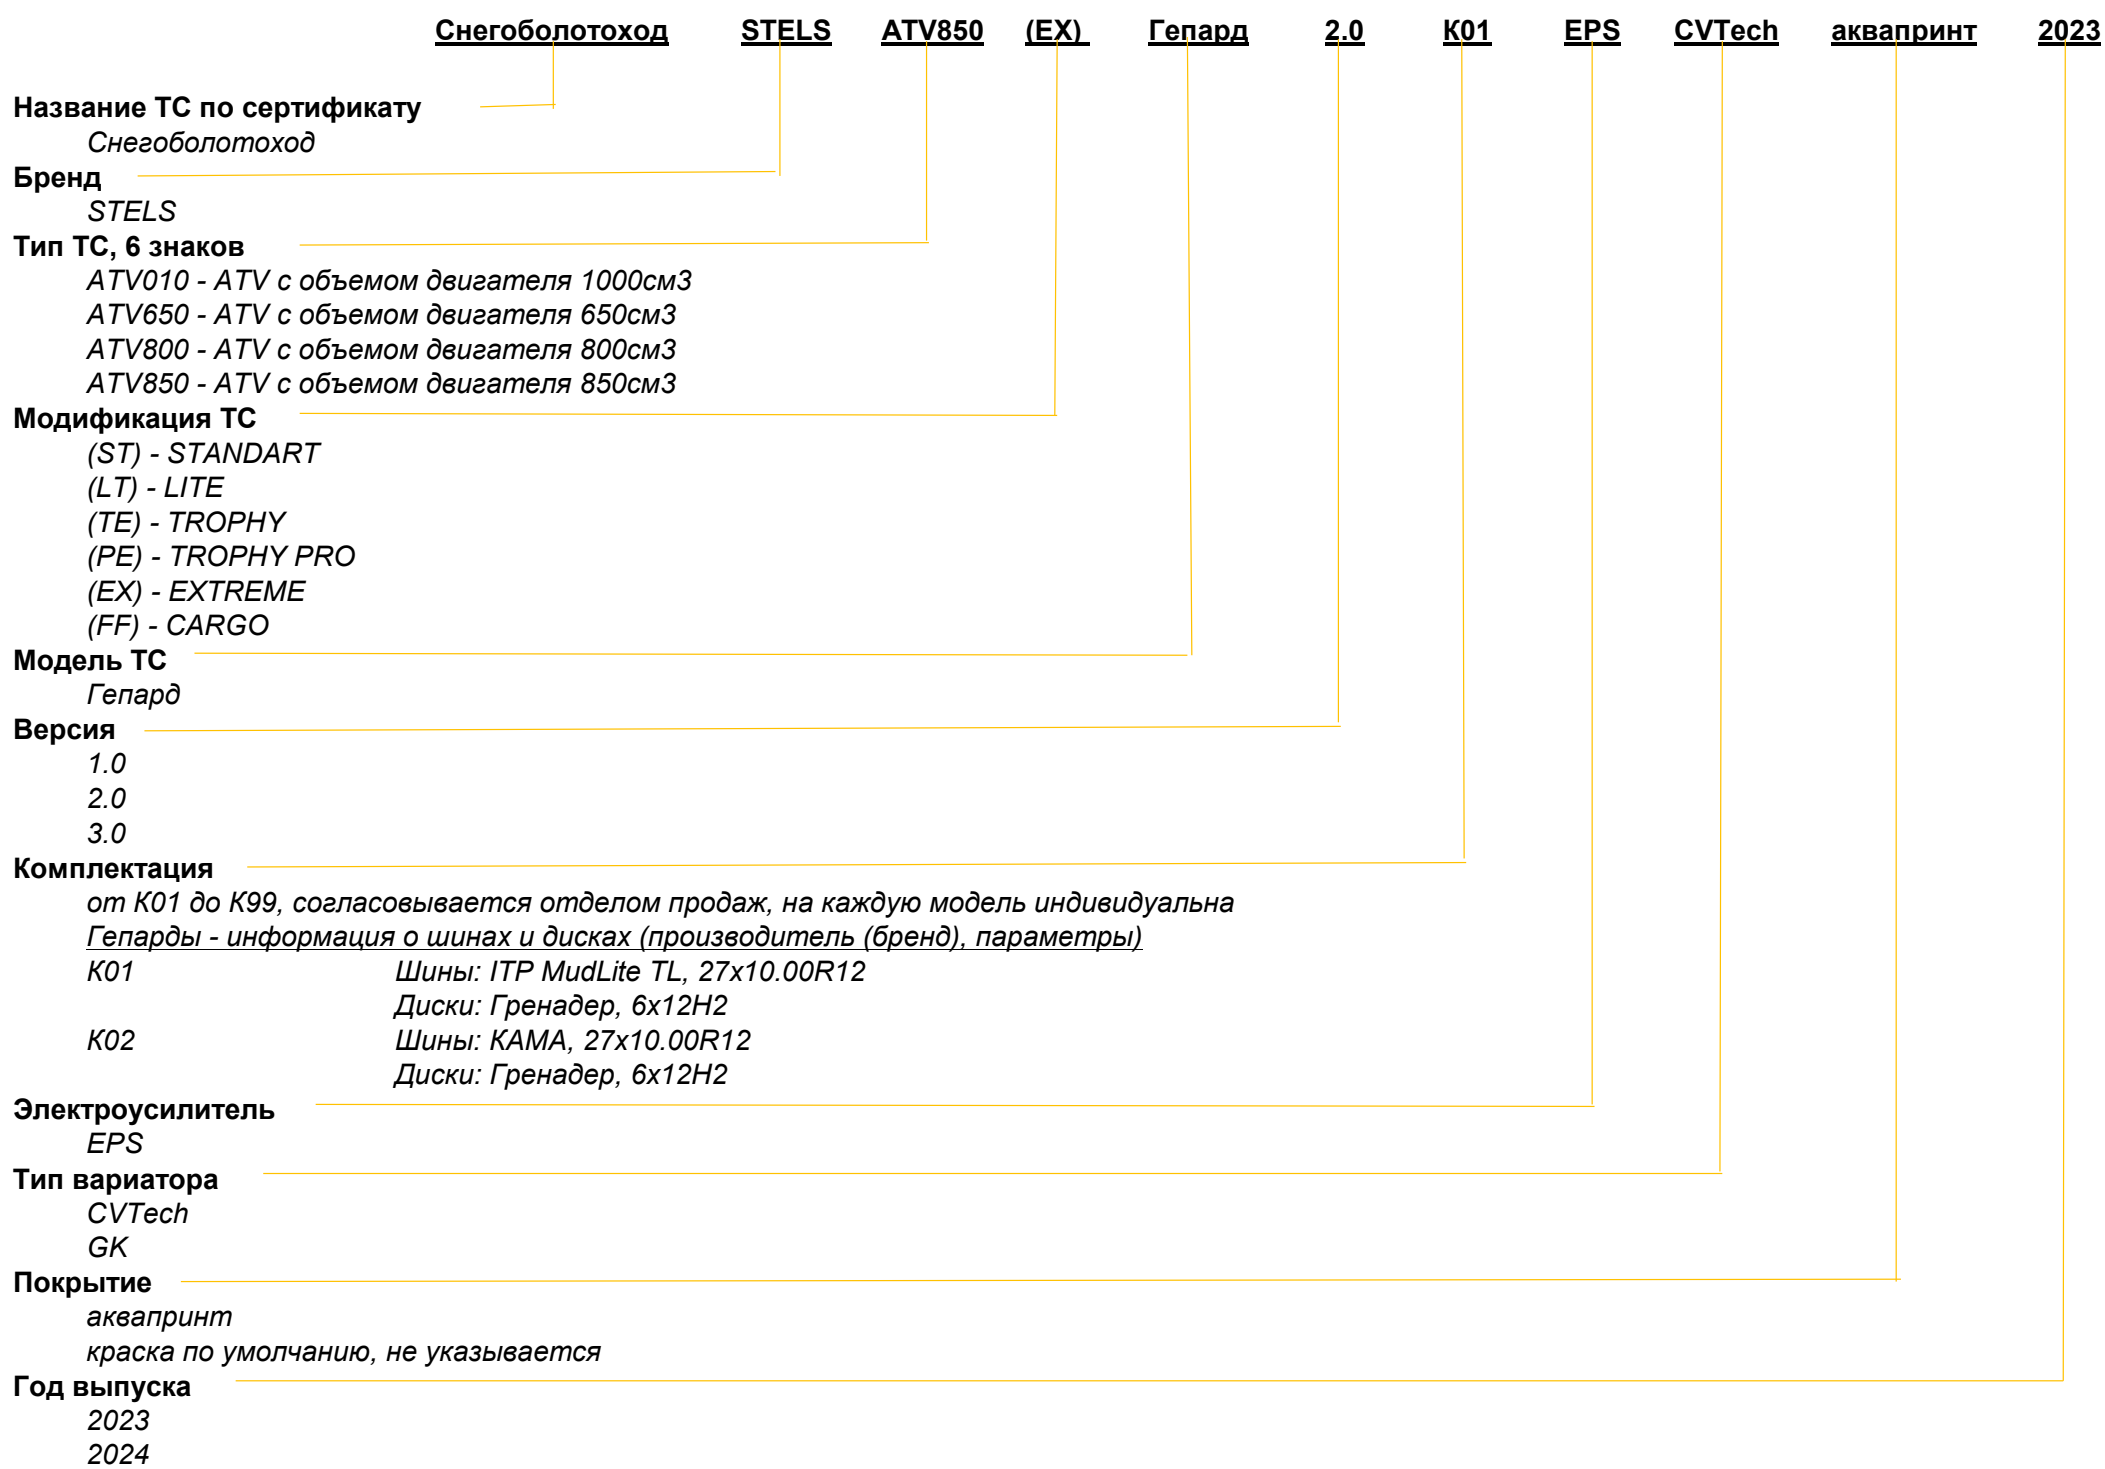 Снегоболотоход STELS ATV850 (EX) Гепард 2.0 К01 EPS CVTech аквапринт 2023
Название ТС по сертификату
Снегоболотоход
Бренд
STELS
Тип ТС, 6 знаков
ATV010 - ATV с объемом двигателя 1000см3
ATV650 - ATV с объемом двигателя 650см3
ATV800 - ATV с объемом двигателя 800см3
ATV850 - ATV с объемом двигателя 850см3
Модификация ТС
(ST) - STANDART
(LT) - LITE
(TE) - TROPHY
(PE) - TROPHY PRO
(EX) - EXTREME
(FF) - CARGO
Модель ТС
Гепард
Версия
1.0
2.0
3.0
Комплектация
от К01 до К99, согласовывается отделом продаж, на каждую модель индивидуальна
Гепарды - информация о шинах и дисках (производитель (бренд), параметры)
К01 Шины: ITP MudLite TL, 27x10.00R12
Диски: Гренадер, 6x12H2
К02 Шины: КАМА, 27x10.00R12
Диски: Гренадер, 6x12H2
Электроусилитель
EPS
Тип вариатора
CVTech
GK
Покрытие
аквапринт
краска по умолчанию, не указывается
Год выпуска
2023
2024